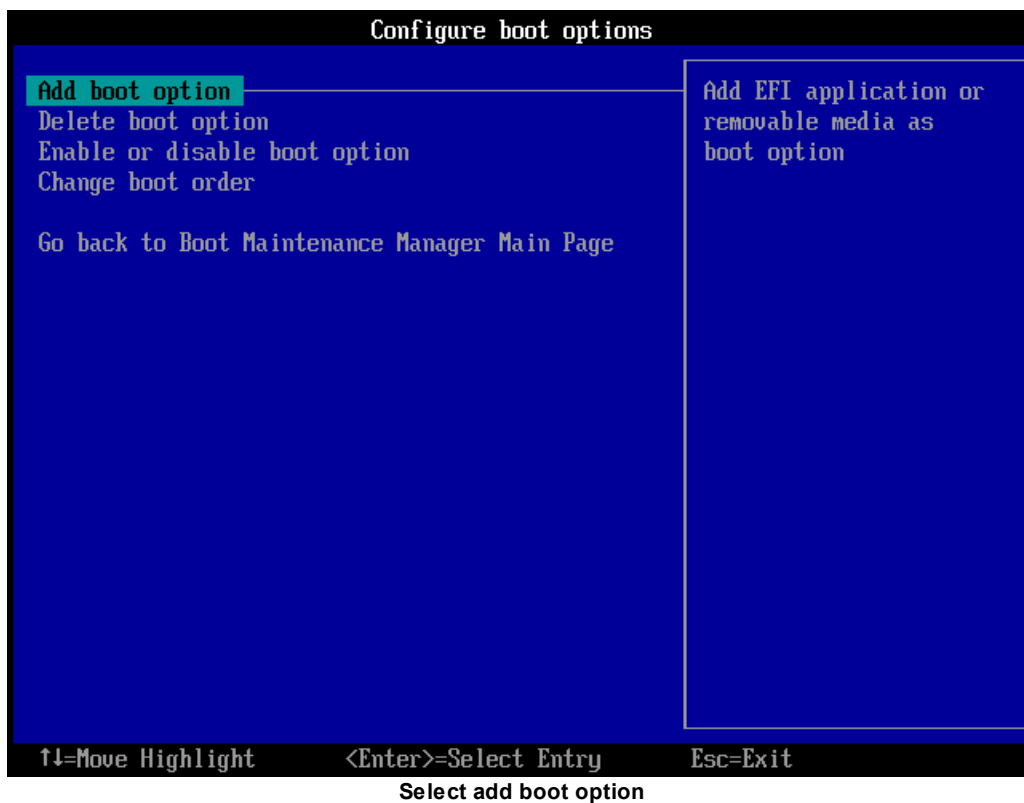 Configure boot options
Add boot option
Delete boot option
Enable or disable boot option
Change boot order
Go back to Boot Maintenance Manager Main Page
Add EFI application or
removable media as
boot option
↑↓=Move Highlight <Enter>=Select Entry Esc=Exit
Select add boot option